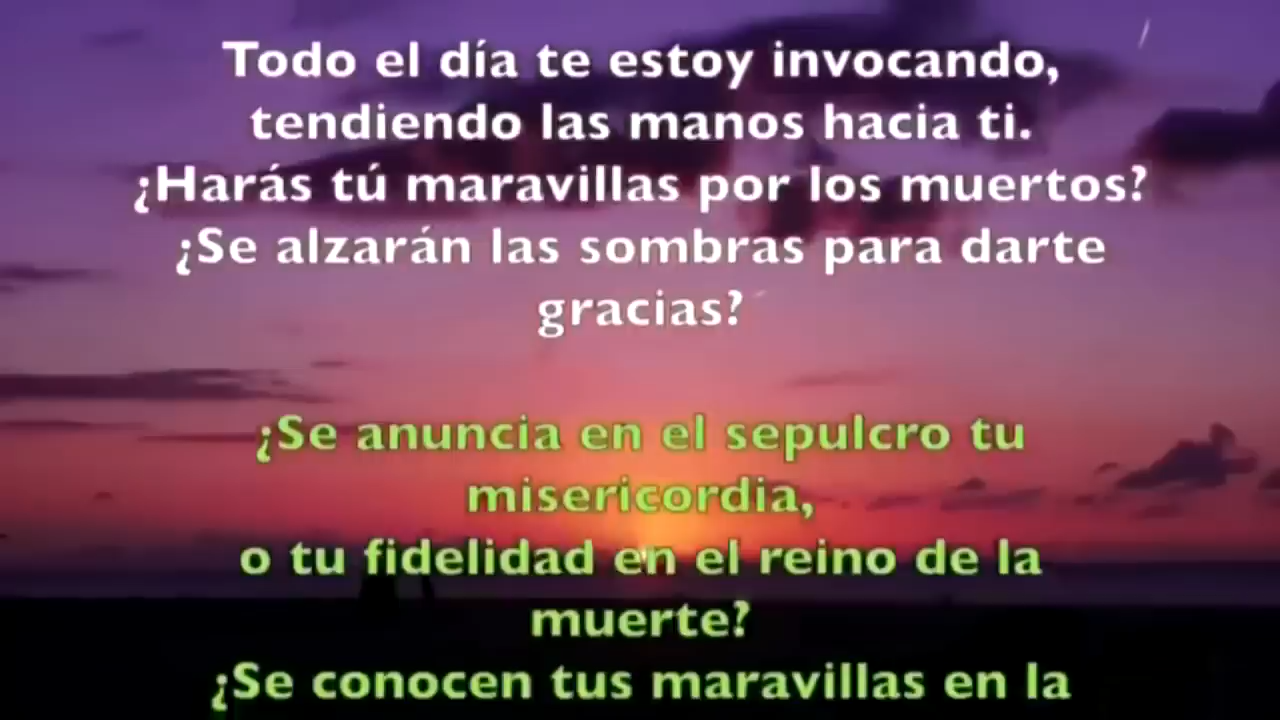 Todo el día te estoy invocando,
tendiendo las manos hacia ti.
¿Harás tú maravillas por los muertos?
¿Se alzarán las sombras para darte
gracias?
¿Se anuncia en el sepulcro tu
misericordia,
o tu fidelidad en el reino de la
muerte?
¿Se conocen tus maravillas en la